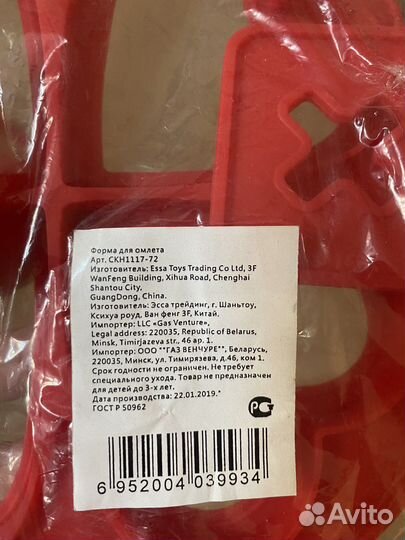 Форма для омлета
Арт. CKH1117-72
Изготовитель: Essa Toys Trading Co Ltd, 3F
WanFeng Building, Xihua Road, Chenghai
Shantou City,
GuangDong, China.
Изготовитель: Эсса трейдинг, г. Шаньтоу,
Ксихуа роуд, Ван фенг 3F, Китай.
Импортер: LLC «Gas Venture»,
Legal address: 220035, Republic of Belarus,
Minsk, Timirjazeva str., 46 ap. 1.
Импортер: ООО "'ГАЗ ВЕНЧУРЕ", Беларусь,
220035, Минск, ул. Тимирязева, д.46, ком 1.
Срок годности не ограничен. Не требует
специального ухода. Товар не предназначен
для детей до 3-х лет.
Дата производства: 22.01.2019."
ГОСТ Р 50962
РСТ
6 952004 039934
Avito